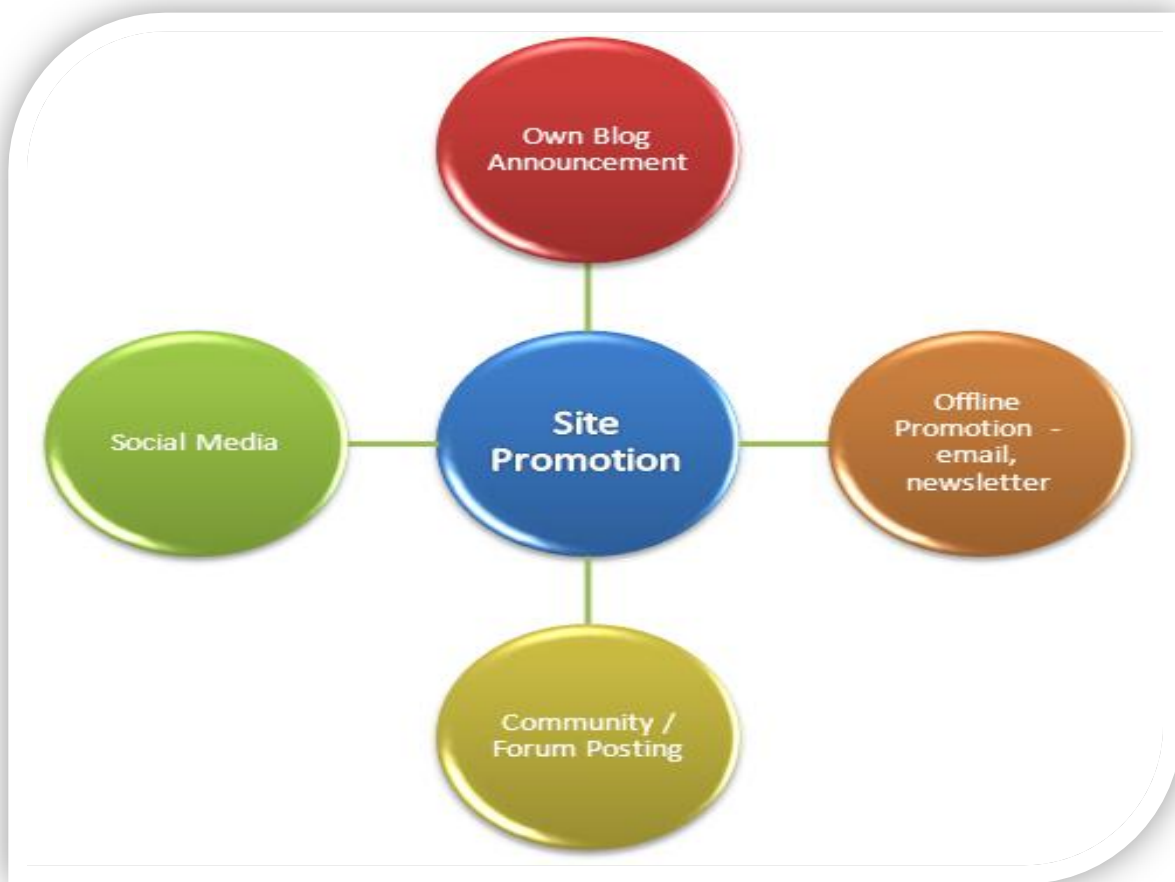 Own Blog
Announcement
Social Media
Site
Promotion
Offline
Promotion -
email,
newsletter
Community /
Forum Posting